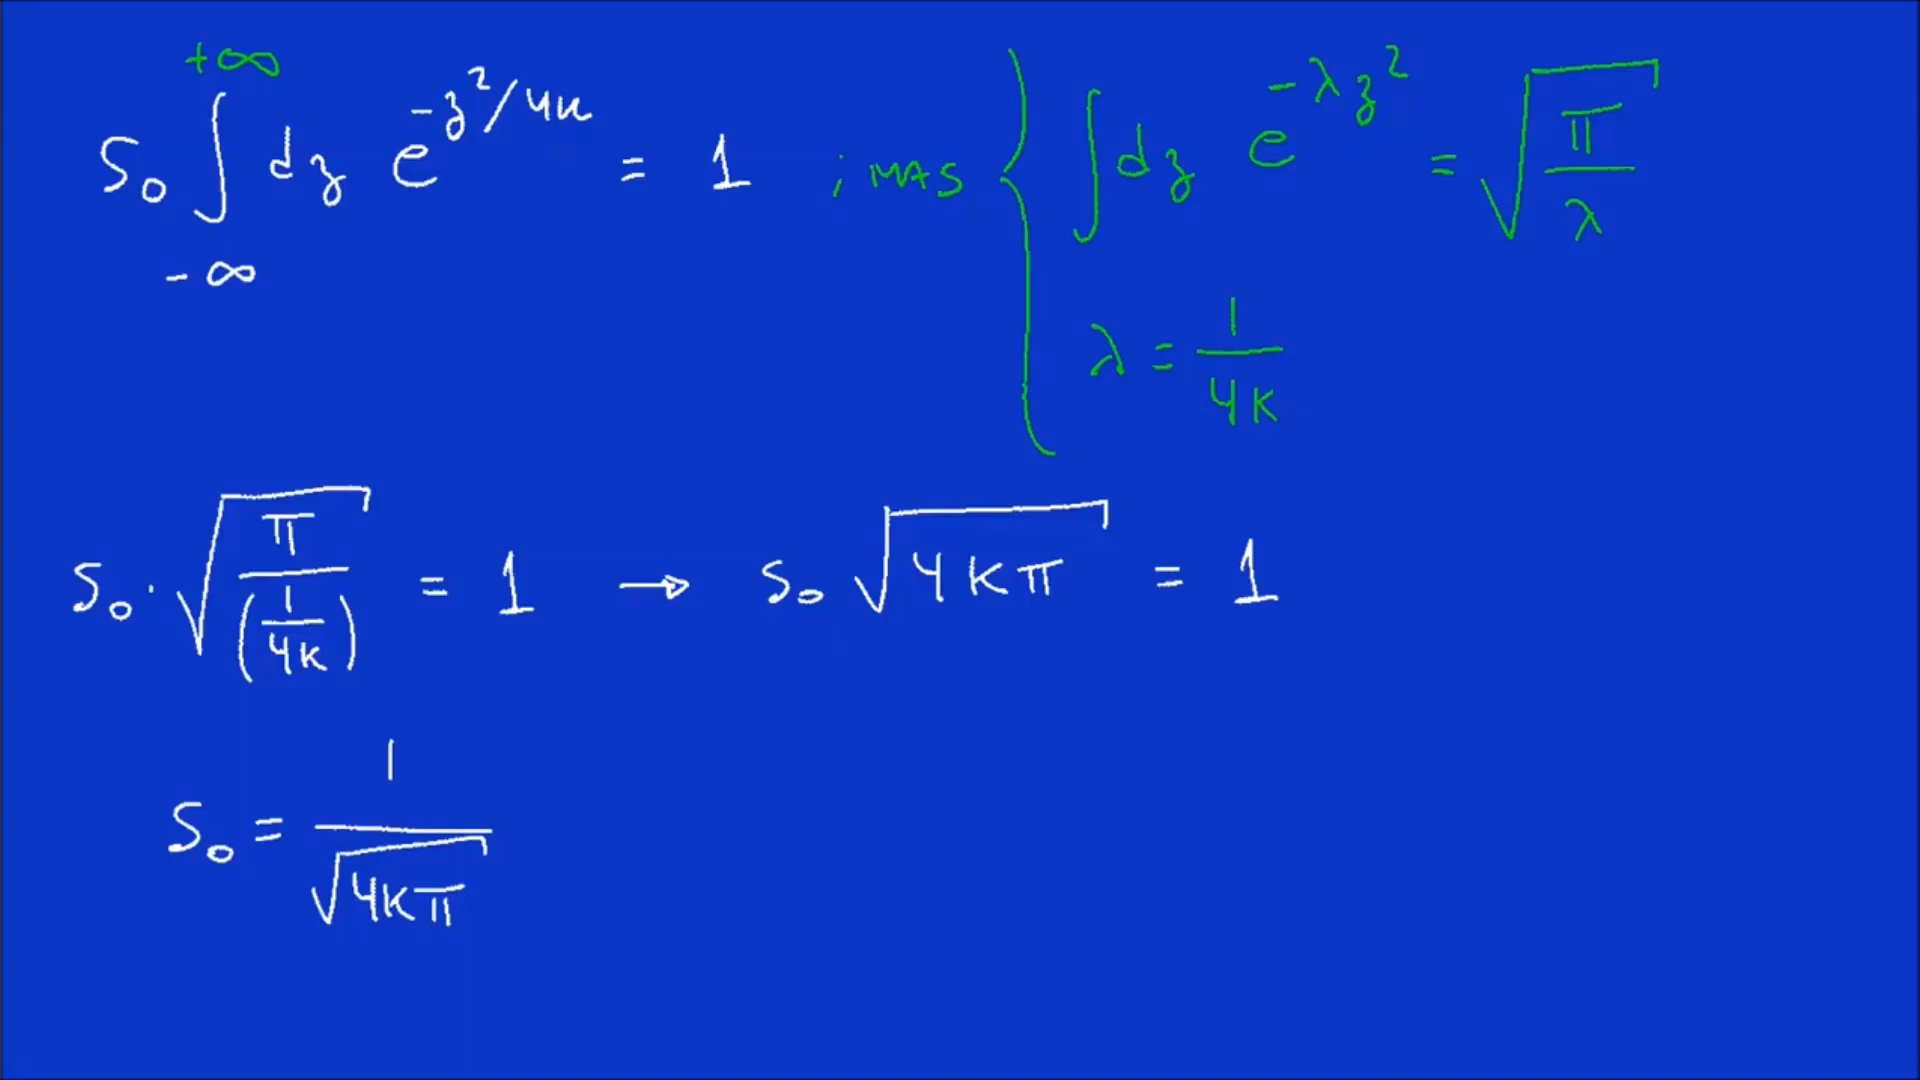 S₀ ∫_{-∞}^{+∞} dz e^{-z²/4k} = 1 ; MAS { ∫ dz e^{-λz²} = √(π/λ)
λ = 1/4K
S₀ · √(π/(1/4K)) = 1 → S₀ √(4Kπ) = 1
S₀ = 1/√(4Kπ)